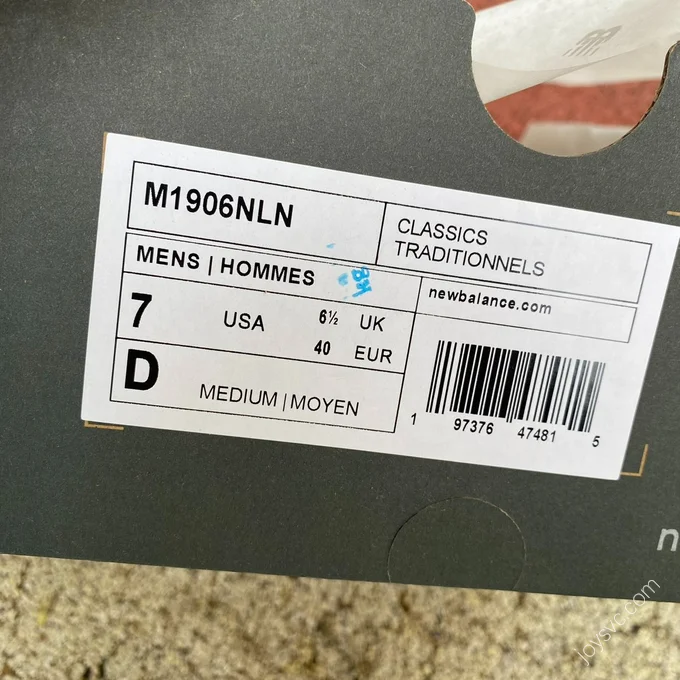 M1906NLN
CLASSICS
TRADITIONNELS
MENS | HOMMES
newbalance.com
7 USA 6½ UK
40 EUR
D MEDIUM | MOYEN
1 97376 47481 5
n
Joysvc.com